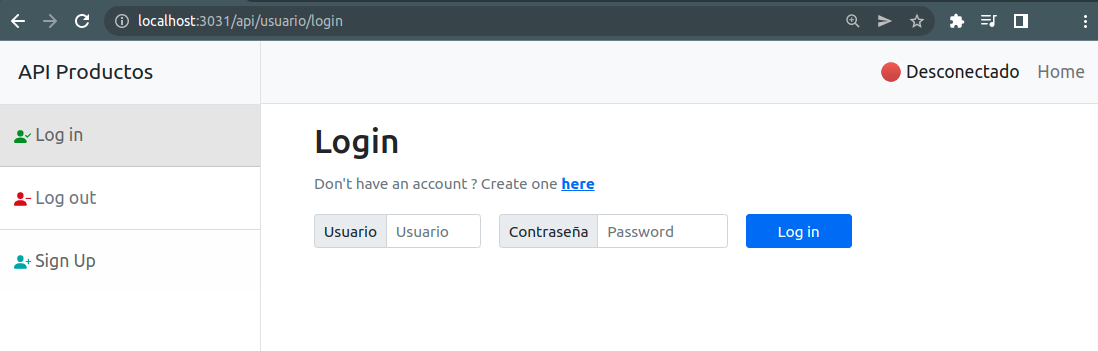 localhost:3031/api/usuario/login
API Productos
Desconectado Home
Log in
Log out
Sign Up
Login
Don't have an account ? Create one here
Usuario Usuario Contraseña Password Log in